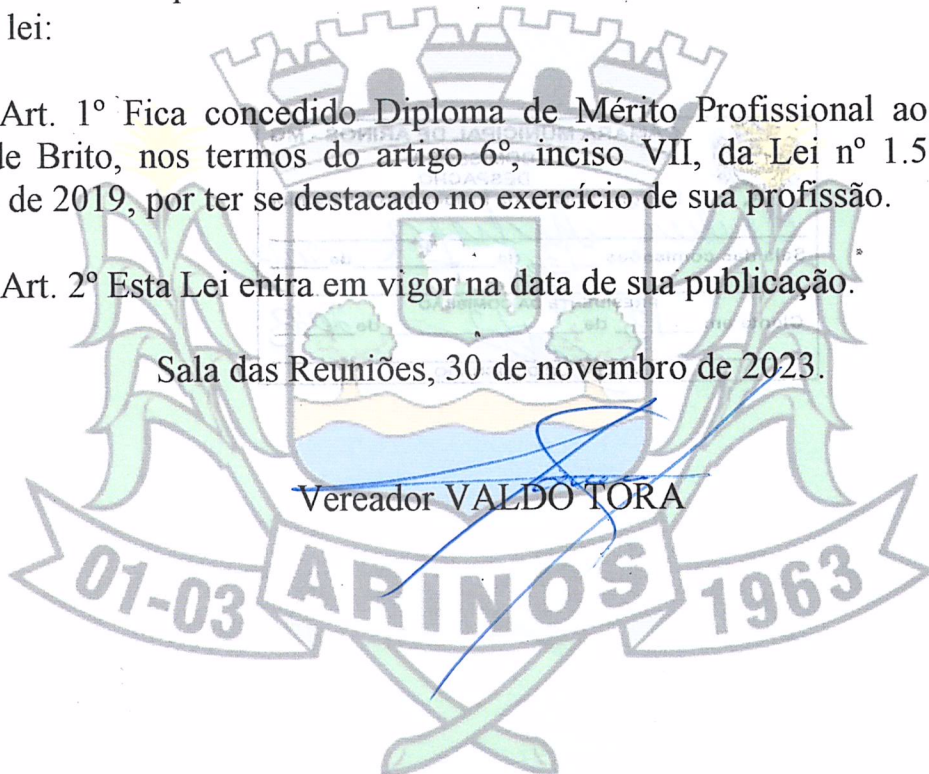 lei:
Art. 1º Fica concedido Diploma de Mérito Profissional ao
de Brito, nos termos do artigo 6º, inciso VII, da Lei nº 1.5
de 2019, por ter se destacado no exercício de sua profissão.
Art. 2º Esta Lei entra em vigor na data de sua publicação.
Sala das Reuniões, 30 de novembro de 2023.
Vereador VALDO TORA
01-03 ARINOS 1963